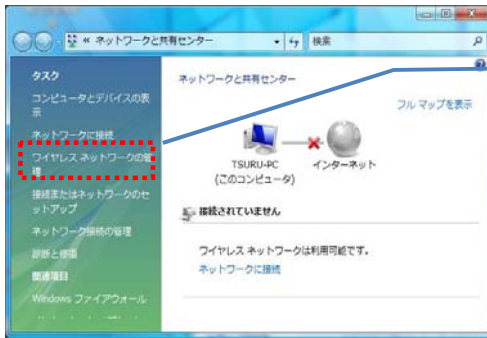 « ネットワークと共有センター
検索
タスク
コンピュータとデバイスの表
示
ネットワークに接続
ワイヤレス ネットワークの管
理
接続またはネットワークのセ
ットアップ
ネットワーク接続の管理
診断と修復
関連項目
Windows ファイアウォール
ネットワークと共有センター
フル マップを表示
TSURU-PC
(このコンピュータ)
インターネット
接続されていません
ワイヤレス ネットワークは利用可能です。
ネットワークに接続